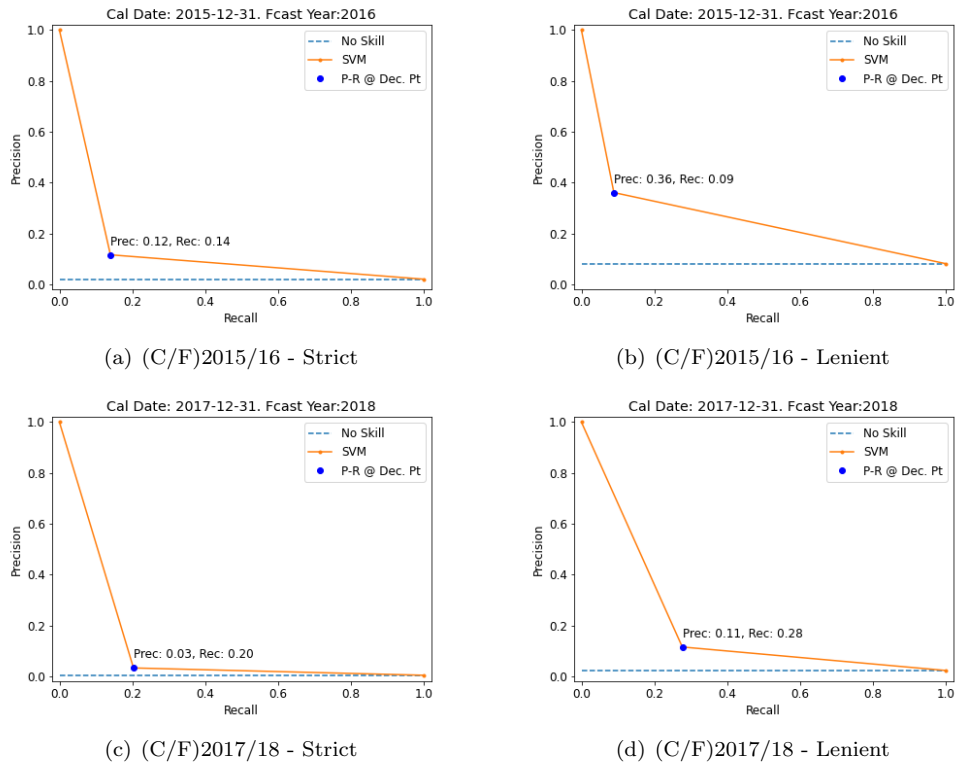 Cal Date: 2015-12-31. Fcast Year:2016
1.0
0.8
0.6
0.4
0.2
0.0
Precision
No Skill
SVM
P-R @ Dec. Pt
Prec: 0.12, Rec: 0.14
0.0 0.2 0.4 0.6 0.8 1.0
Recall
(a) (C/F)2015/16 - Strict
Cal Date: 2015-12-31. Fcast Year:2016
1.0
0.8
0.6
0.4
0.2
0.0
Precision
No Skill
SVM
P-R @ Dec. Pt
Prec: 0.36, Rec: 0.09
0.0 0.2 0.4 0.6 0.8 1.0
Recall
(b) (C/F)2015/16 - Lenient
Cal Date: 2017-12-31. Fcast Year:2018
1.0
0.8
0.6
0.4
0.2
0.0
Precision
No Skill
SVM
P-R @ Dec. Pt
Prec: 0.03, Rec: 0.20
0.0 0.2 0.4 0.6 0.8 1.0
Recall
(c) (C/F)2017/18 - Strict
Cal Date: 2017-12-31. Fcast Year:2018
1.0
0.8
0.6
0.4
0.2
0.0
Precision
No Skill
SVM
P-R @ Dec. Pt
Prec: 0.11, Rec: 0.28
0.0 0.2 0.4 0.6 0.8 1.0
Recall
(d) (C/F)2017/18 - Lenient